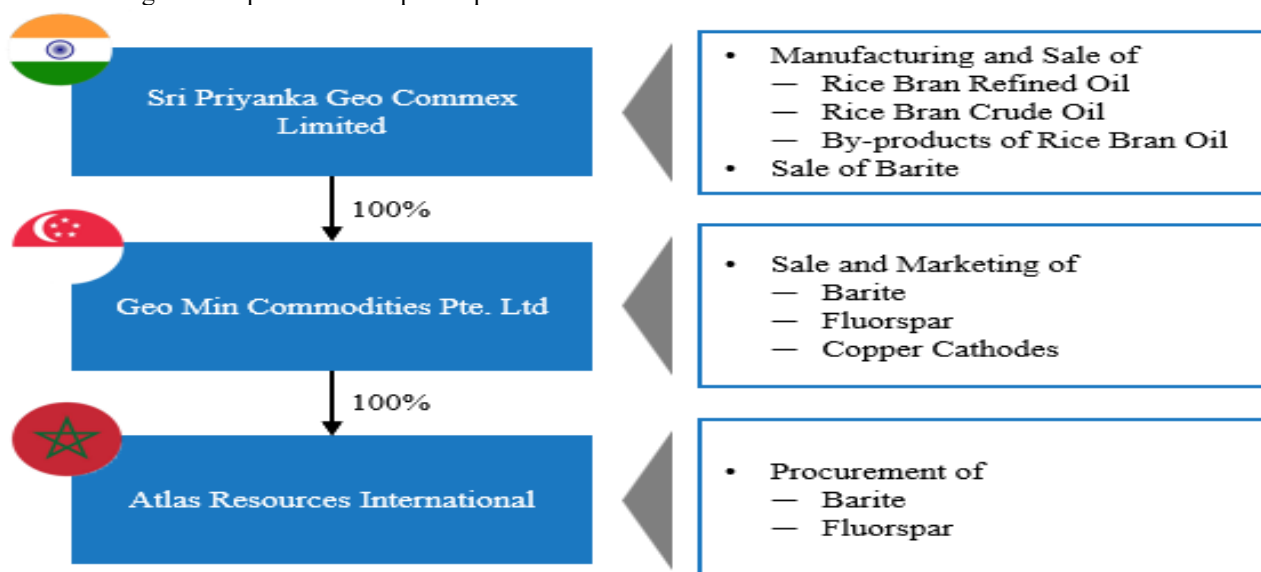 Sri Priyanka Geo Commex
Limited
• Manufacturing and Sale of
— Rice Bran Refined Oil
— Rice Bran Crude Oil
— By-products of Rice Bran Oil
• Sale of Barite
100%
Geo Min Commodities Pte. Ltd
• Sale and Marketing of
— Barite
— Fluorspar
— Copper Cathodes
100%
Atlas Resources International
• Procurement of
— Barite
— Fluorspar